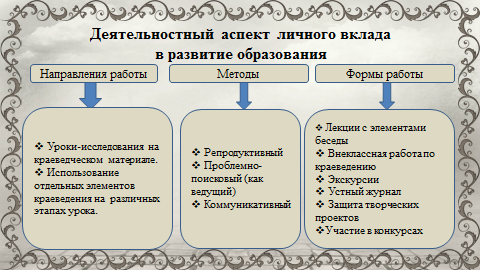 Деятельностный аспект личного вклада
в развитие образования
Направления работы
Методы
Формы работы
❖ Уроки-исследования на
краеведческом материале.
❖ Использование
отдельных элементов
краеведения на различных
этапах урока.
❖ Репродуктивный
❖ Проблемно-
поисковый (как
ведущий)
❖ Коммуникативный
❖ Лекции с элементами
беседы
❖ Внеклассная работа по
краеведению
❖ Экскурсии
❖ Устный журнал
❖ Защита творческих
проектов
❖Участие в конкурсах